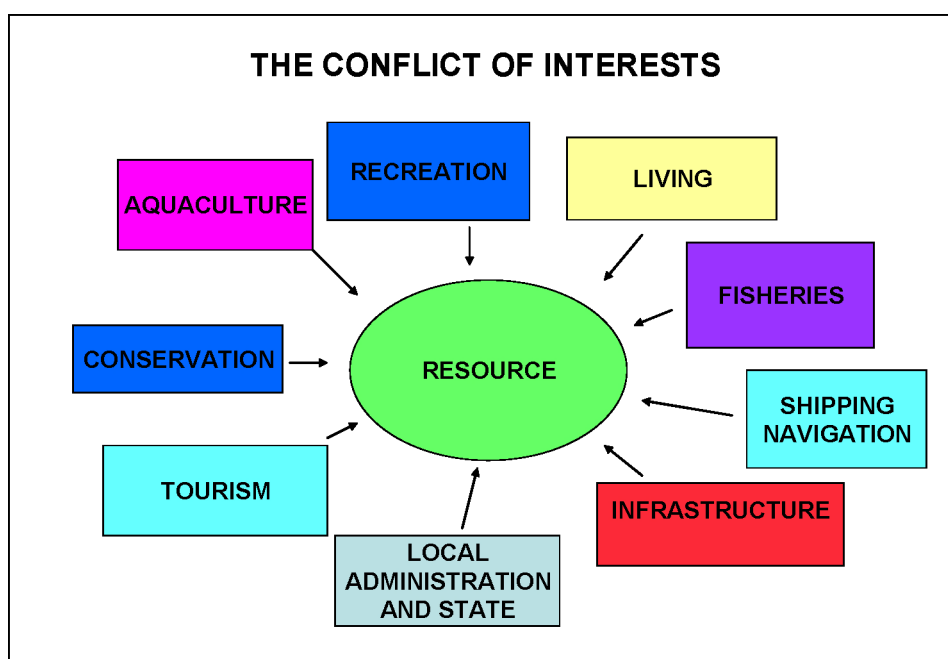 THE CONFLICT OF INTERESTS
RECREATION
LIVING
AQUACULTURE
FISHERIES
CONSERVATION
RESOURCE
SHIPPING
NAVIGATION
TOURISM
INFRASTRUCTURE
LOCAL
ADMINISTRATION
AND STATE